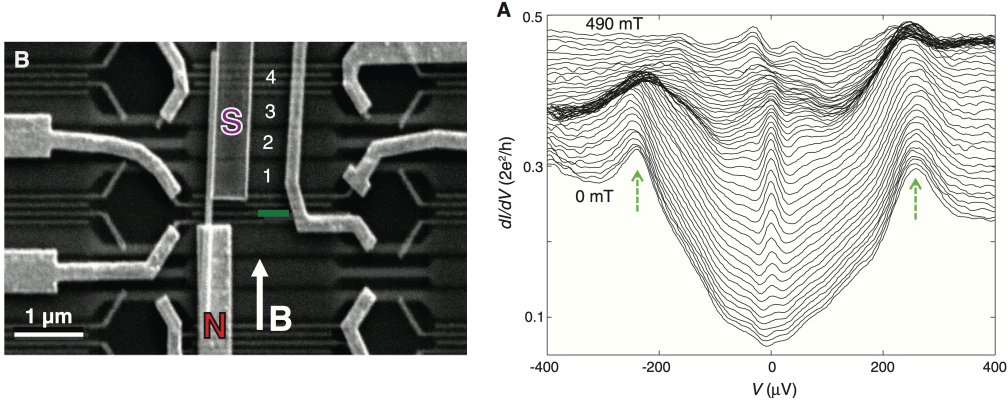 B
4
3
S
2
1
B
1 µm
N
A
490 mT
0 mT
dI/dV (2e²/h)
0.5
0.3
0.1
-400
-200
0
200
400
V (µV)